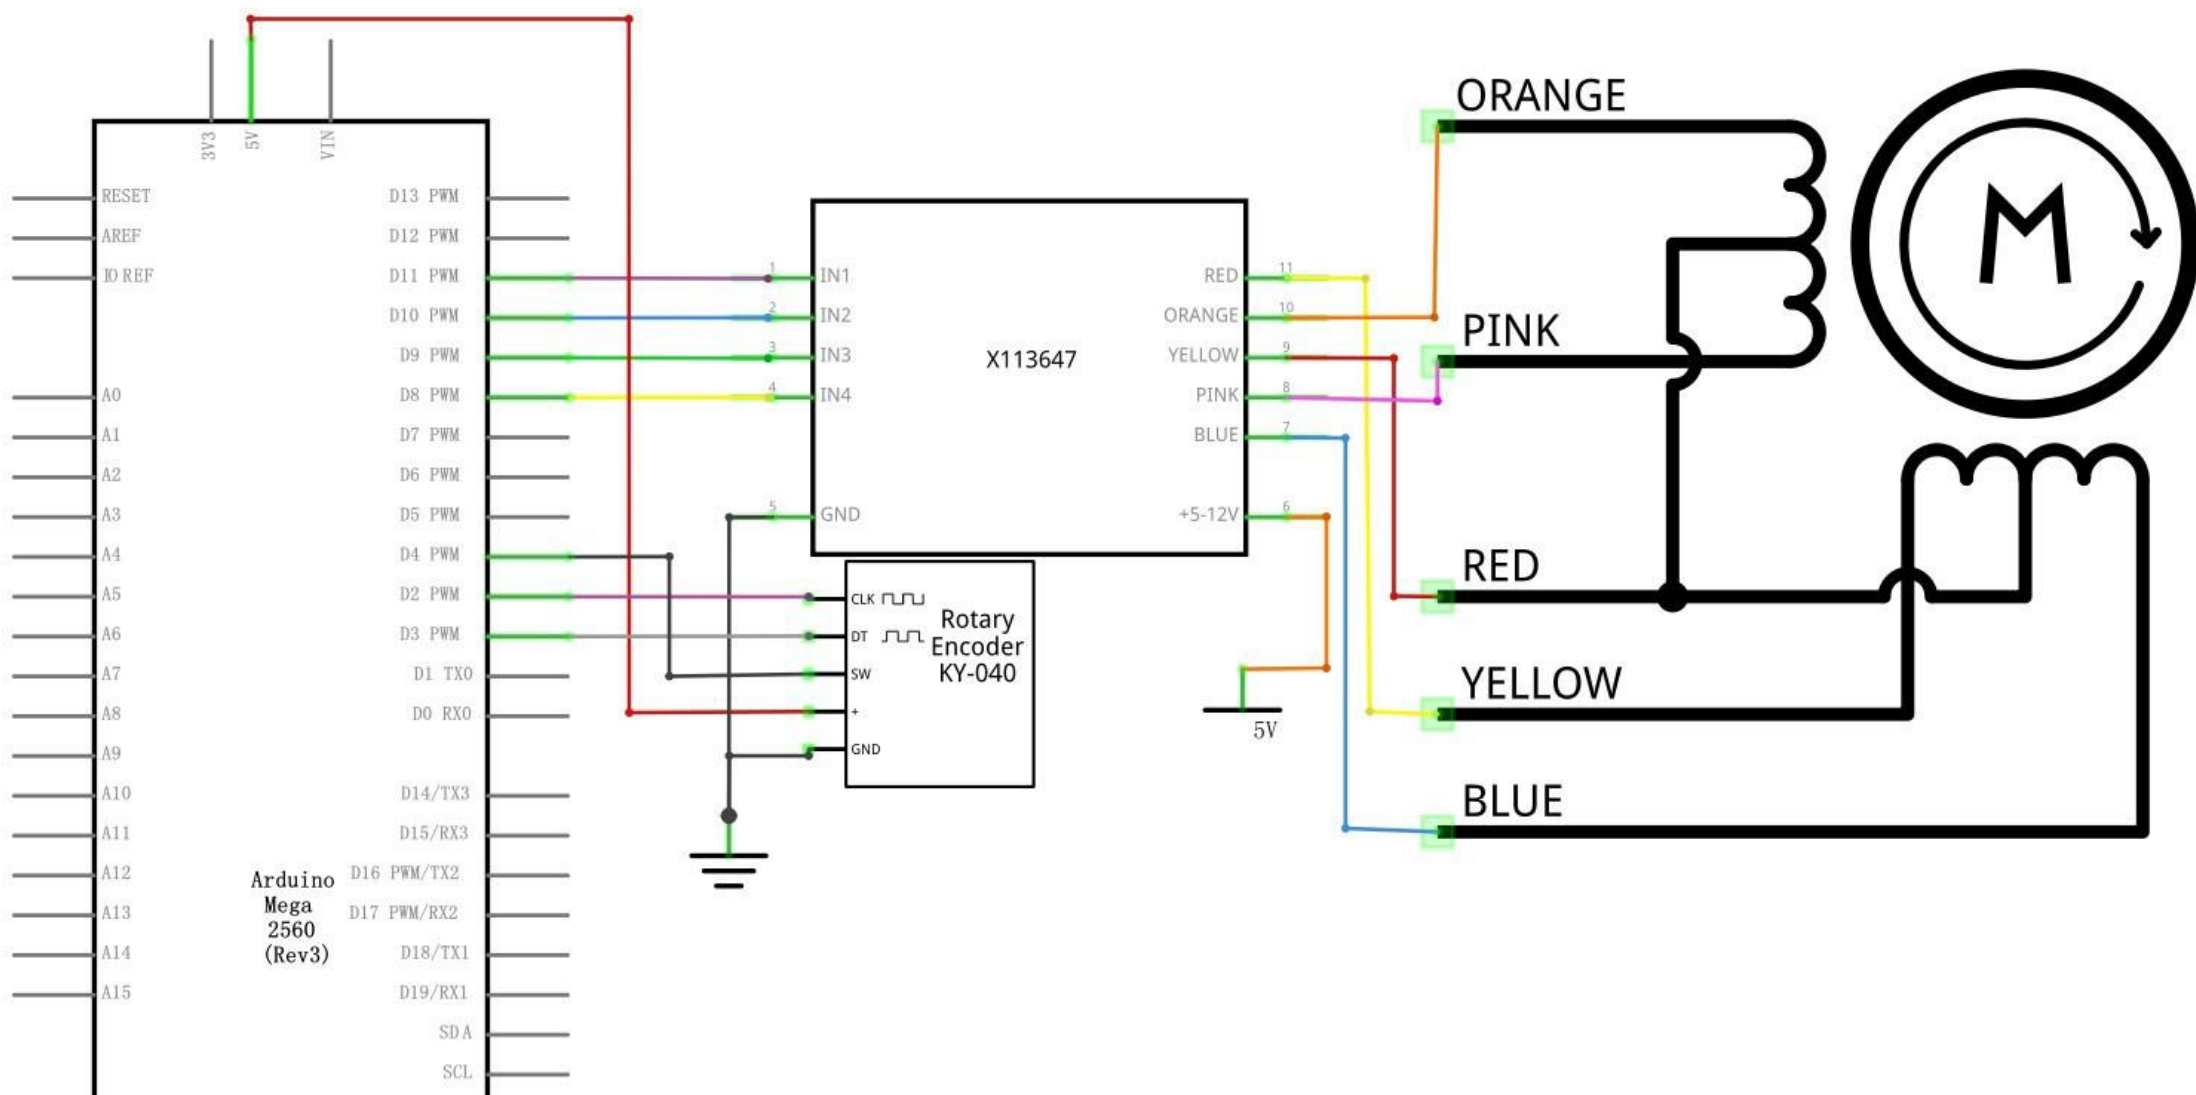 3V3
5V
VIN
RESET
AREF
IO REF
A0
A1
A2
A3
A4
A5
A6
A7
A8
A9
A10
A11
A12
A13
A14
A15
D13 PWM
D12 PWM
D11 PWM
D10 PWM
D9 PWM
D8 PWM
D7 PWM
D6 PWM
D5 PWM
D4 PWM
D2 PWM
D3 PWM
D1 TX0
D0 RX0
D14/TX3
D15/RX3
D16 PWM/TX2
D17 PWM/RX2
D18/TX1
D19/RX1
SDA
SCL
Arduino
Mega
2560
(Rev3)
1
2
3
4
5
IN1
IN2
IN3
IN4
GND
X113647
RED
ORANGE
YELLOW
PINK
BLUE
+5-12V
11
10
9
8
7
6
CLK
DT
SW
+
GND
Rotary
Encoder
KY-040
5V
ORANGE
PINK
RED
YELLOW
BLUE
M